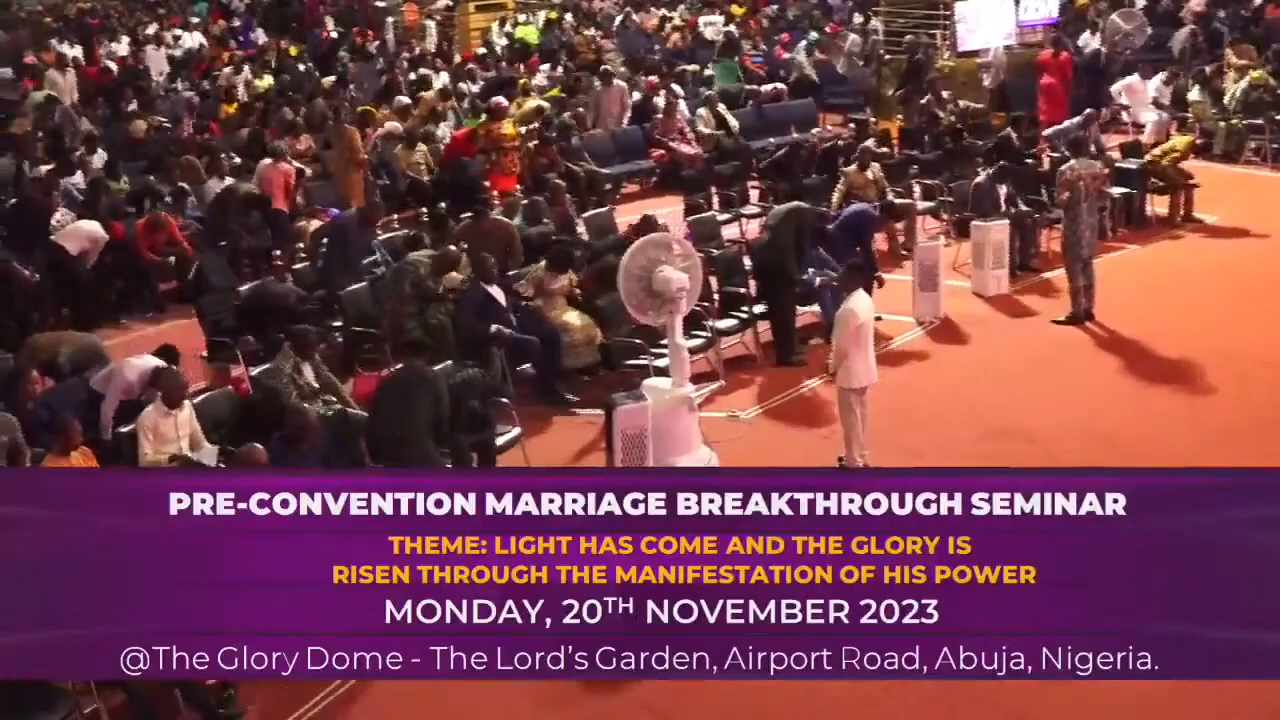 PRE-CONVENTION MARRIAGE BREAKTHROUGH SEMINAR
THEME: LIGHT HAS COME AND THE GLORY IS
RISEN THROUGH THE MANIFESTATION OF HIS POWER
MONDAY, 20TH NOVEMBER 2023
@The Glory Dome - The Lord's Garden, Airport Road, Abuja, Nigeria.